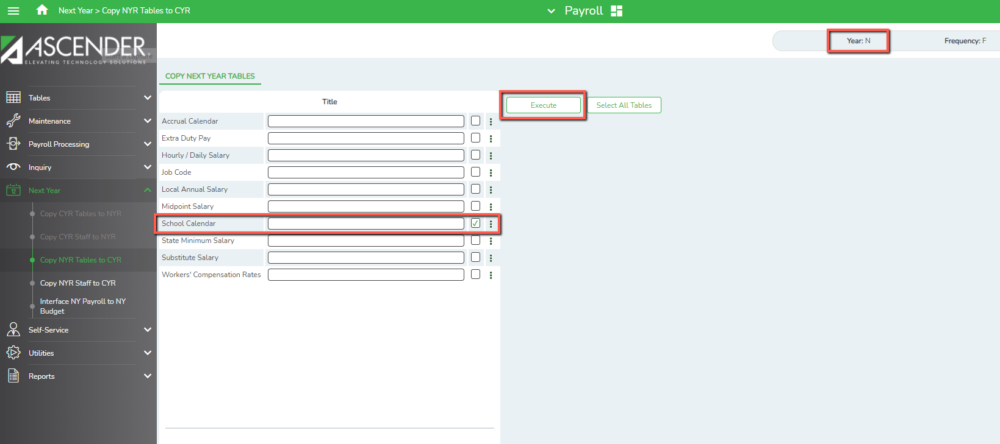 Next Year > Copy NYR Tables to CYR
Payroll
ASCENDER
ELEVATING TECHNOLOGY SOLUTIONS
Start a capture
Year: N
Frequency: F
Tables
Maintenance
Payroll Processing
Inquiry
Next Year
12
Copy CYR Tables to NYR
Copy CYR Staff to NYR
Copy NYR Tables to CYR
Copy NYR Staff to CYR
Interface NY Payroll to NY
Budget
Self-Service
Utilities
Reports
COPY NEXT YEAR TABLES
Title
Execute
Select All Tables
Accrual Calendar
Extra Duty Pay
Hourly / Daily Salary
Job Code
Local Annual Salary
Midpoint Salary
School Calendar
State Minimum Salary
Substitute Salary
Workers' Compensation Rates